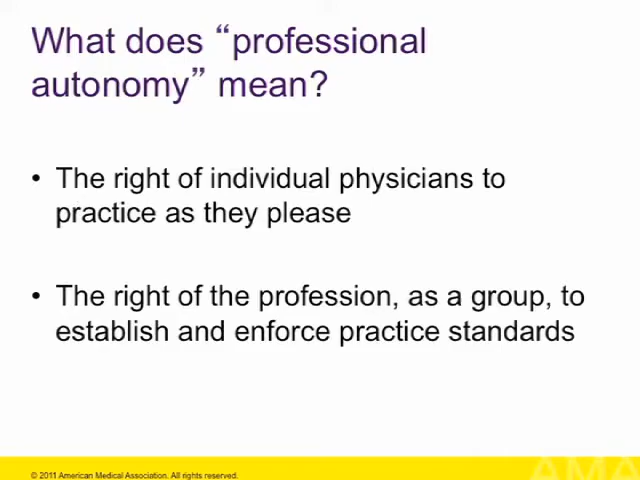 What does “professional
autonomy” mean?
• The right of individual physicians to
practice as they please
• The right of the profession, as a group, to
establish and enforce practice standards
© 2011 American Medical Association. All rights reserved.
AMA